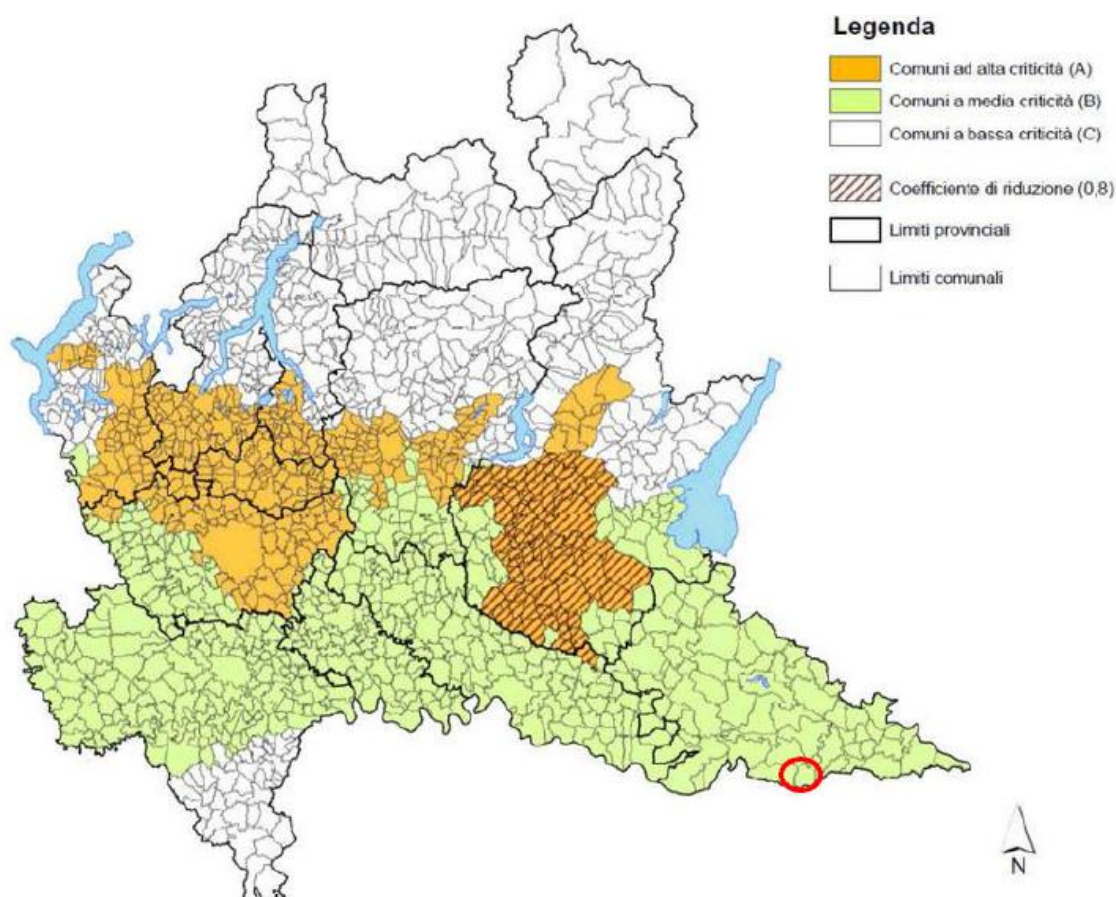 Legenda
Comuni ad alta criticità (A)
Comuni a media criticità (B)
Comuni a bassa criticità (C)
Coefficiente di riduzione (0,8)
Limiti provinciali
Limiti comunali
N